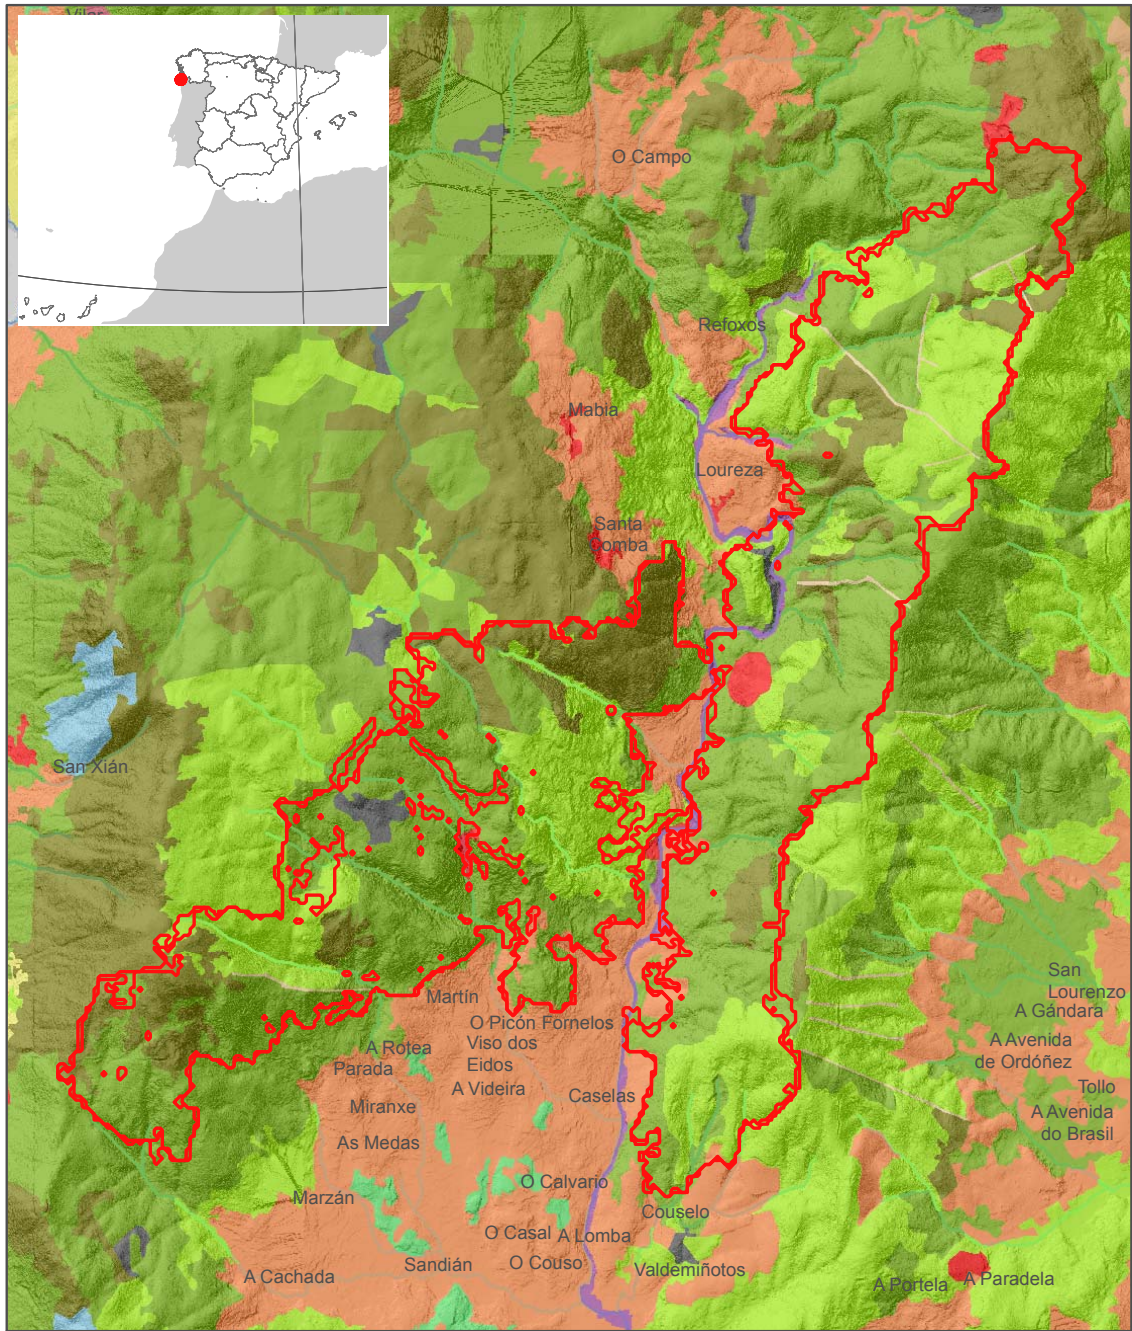 Vilar
O Campo
Refoxos
Mabia
Loureza
Santa
Comba
San Xián
San
Lourenzo
Martín
A Gándara
O Picón Fornelos
A Avenida
de Ordóñez
Viso dos
Eidos
A Rotea
Parada
A Videira
Caselas
Tollo
Miranxe
A Avenida
do Brasil
As Medas
O Calvario
Marzán
Couselo
O Casal
A Lomba
Sandián
O Couso
Valdemiñotos
A Cachada
A Portela
A Paradela